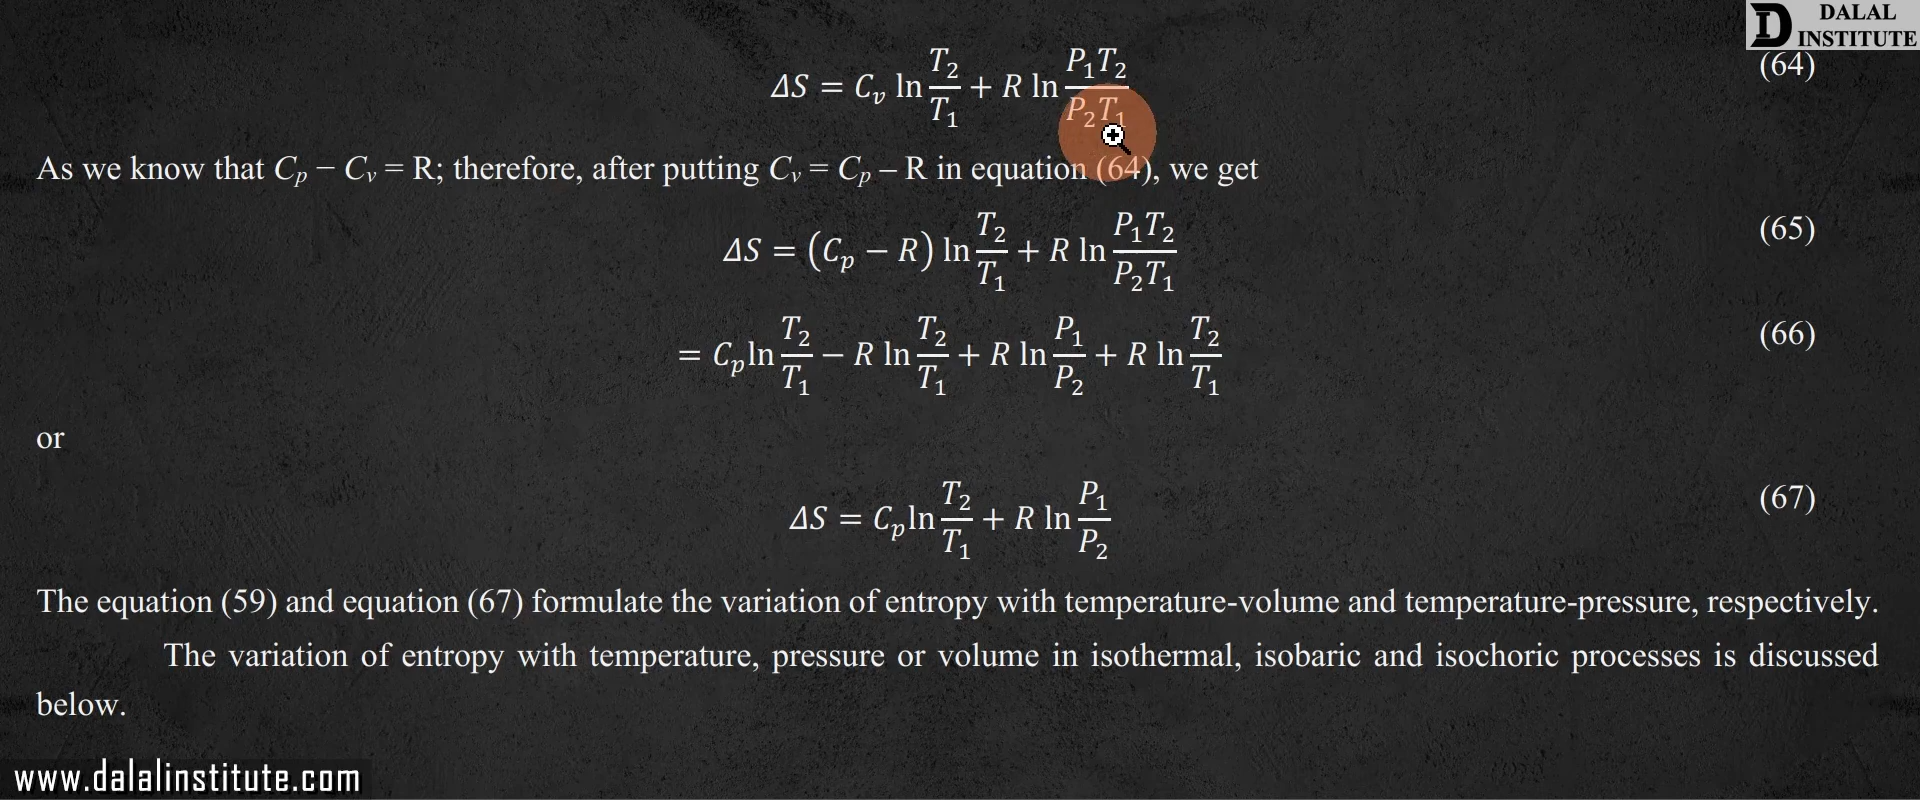 DALAL
INSTITUTE
ΔS = C_v ln T_2/T_1 + R ln P_1T_2/P_2T_1 (64)
As we know that C_p − C_v = R; therefore, after putting C_v = C_p – R in equation (64), we get
ΔS = (C_p − R) ln T_2/T_1 + R ln P_1T_2/P_2T_1 (65)
= C_p ln T_2/T_1 − R ln T_2/T_1 + R ln P_1/P_2 + R ln T_2/T_1 (66)
or
ΔS = C_p ln T_2/T_1 + R ln P_1/P_2 (67)
The equation (59) and equation (67) formulate the variation of entropy with temperature-volume and temperature-pressure, respectively.
The variation of entropy with temperature, pressure or volume in isothermal, isobaric and isochoric processes is discussed
below.
www.dalalinstitute.com